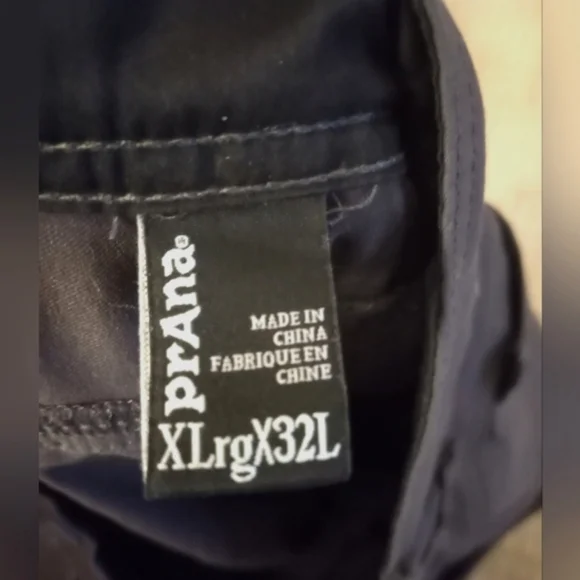 prAna®
MADE IN
CHINA
FABRIQUE EN
CHINE
XLrgX32L